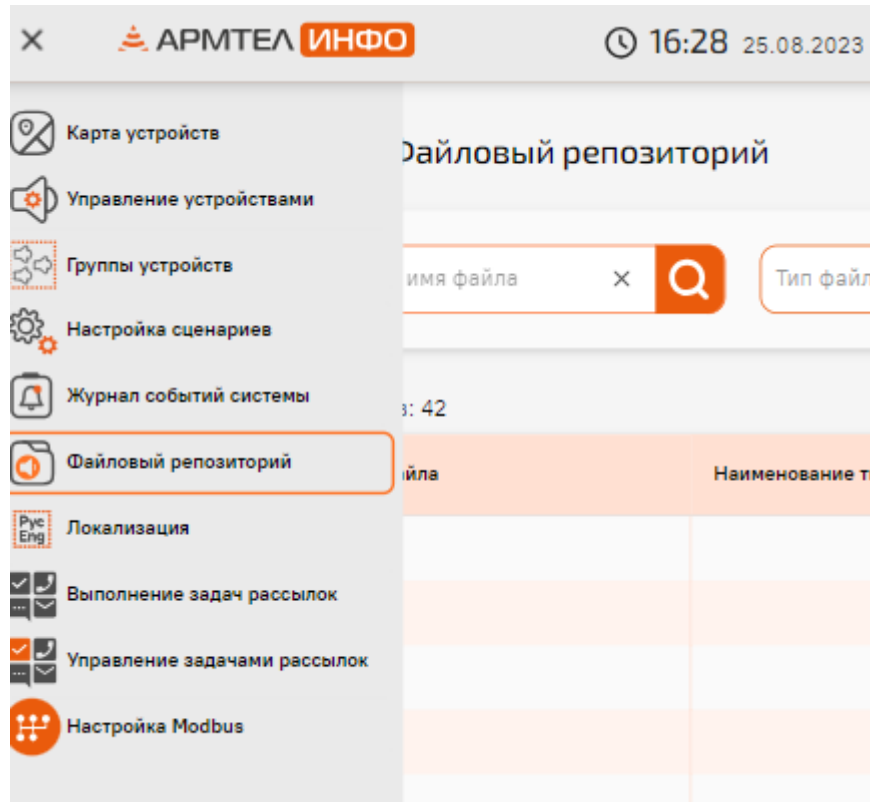 АРМТЕЛ ИНФО
16:28 25.08.2023
Карта устройств
Управление устройствами
Группы устройств
Настройка сценариев
Журнал событий системы
Файловый репозиторий
Рус
Eng
Локализация
Выполнение задач рассылок
Управление задачами рассылок
Настройка Modbus
Файловый репозиторий
имя файла
Тип файл
в: 42
йла
Наименование т